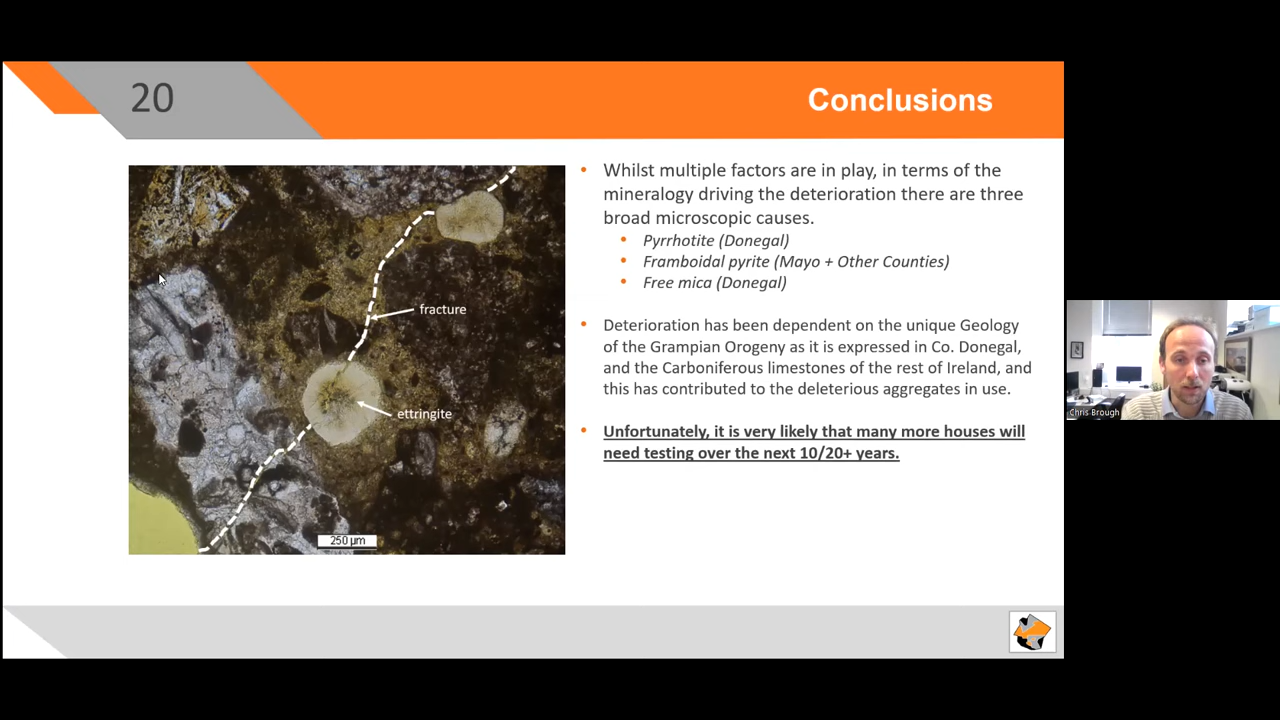 20
Conclusions
Whilst multiple factors are in play, in terms of the
mineralogy driving the deterioration there are three
broad microscopic causes.
Pyrrhotite (Donegal)
Framboidal pyrite (Mayo + Other Counties)
Free mica (Donegal)
fracture
Deterioration has been dependent on the unique Geology
of the Grampian Orogeny as it is expressed in Co. Donegal,
and the Carboniferous limestones of the rest of Ireland, and
this has contributed to the deleterious aggregates in use.
ettringite
Unfortunately, it is very likely that many more houses will
need testing over the next 10/20+ years.
250 µm
Chris Brough